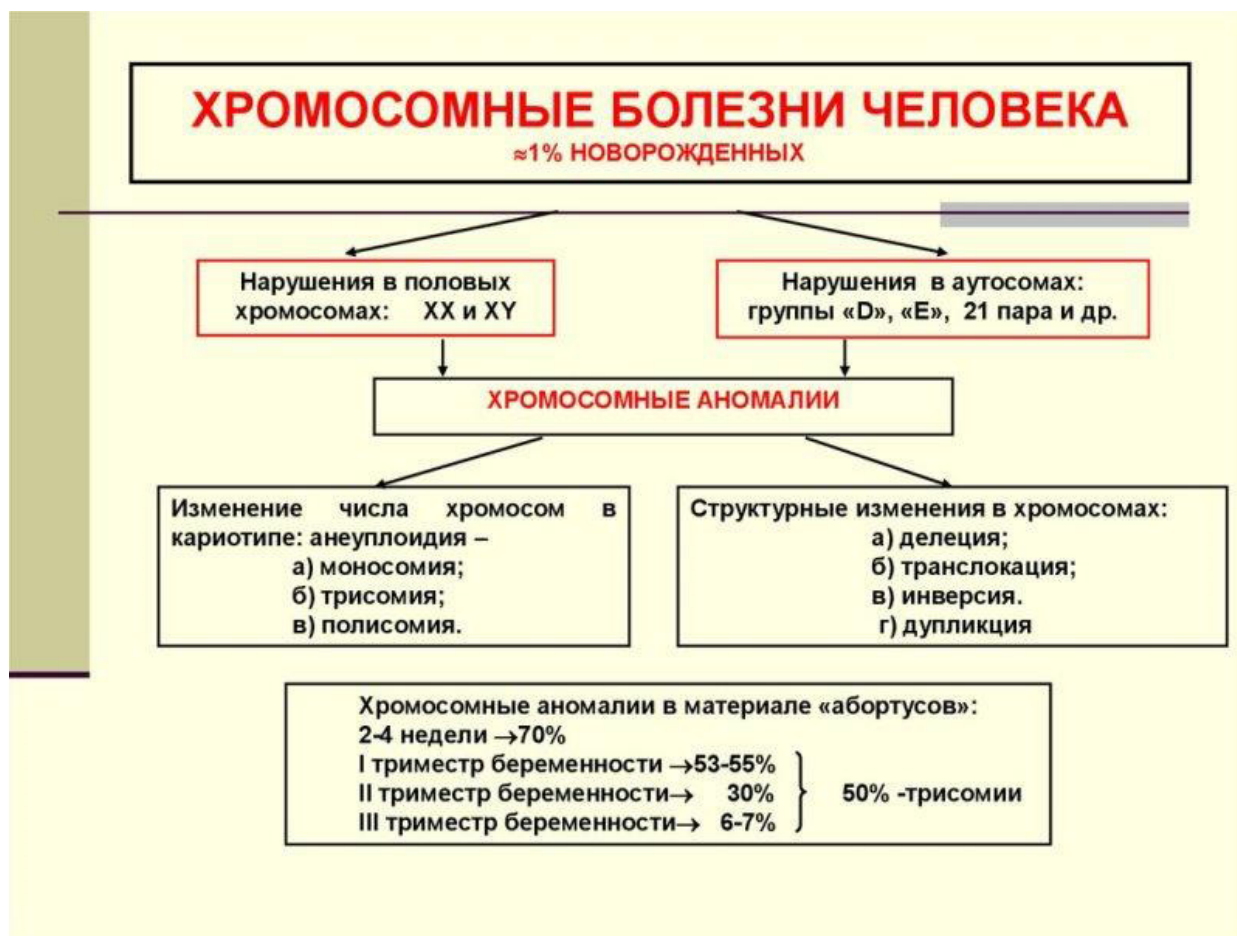 ХРОМОСОМНЫЕ БОЛЕЗНИ ЧЕЛОВЕКА
≈1% НОВОРОЖДЕННЫХ
Нарушения в половых
хромосомах: XX и XY
Нарушения в аутосомах:
группы «D», «E», 21 пара и др.
ХРОМОСОМНЫЕ АНОМАЛИИ
Изменение числа хромосом в
кариотипе: анеуплоидия –
а) моносомия;
б) трисомия;
в) полисомия.
Структурные изменения в хромосомах:
а) делеция;
б) транслокация;
в) инверсия.
г) дупликция
Хромосомные аномалии в материале «абортусов»:
2-4 недели →70%
I триместр беременности →53-55%
II триместр беременности→ 30%
III триместр беременности→ 6-7%
50% -трисомии